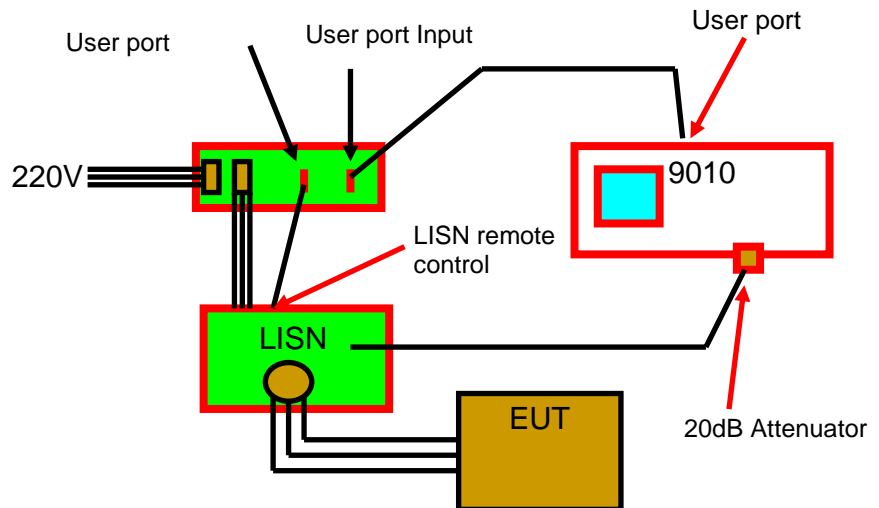 User port
User port Input
User port
220V
9010
LISN remote
control
LISN
EUT
20dB Attenuator